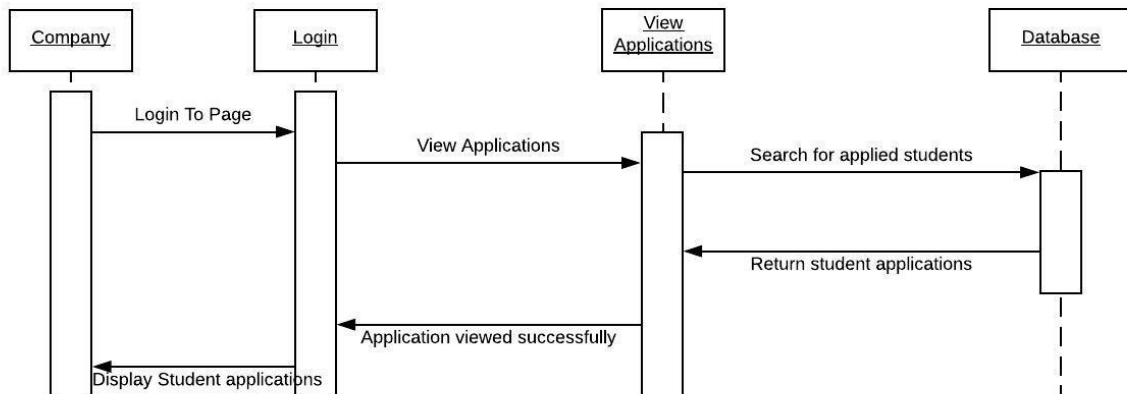 Company
Login
View
Applications
Database
Login To Page
View Applications
Search for applied students
Return student applications
Application viewed successfully
Display Student applications